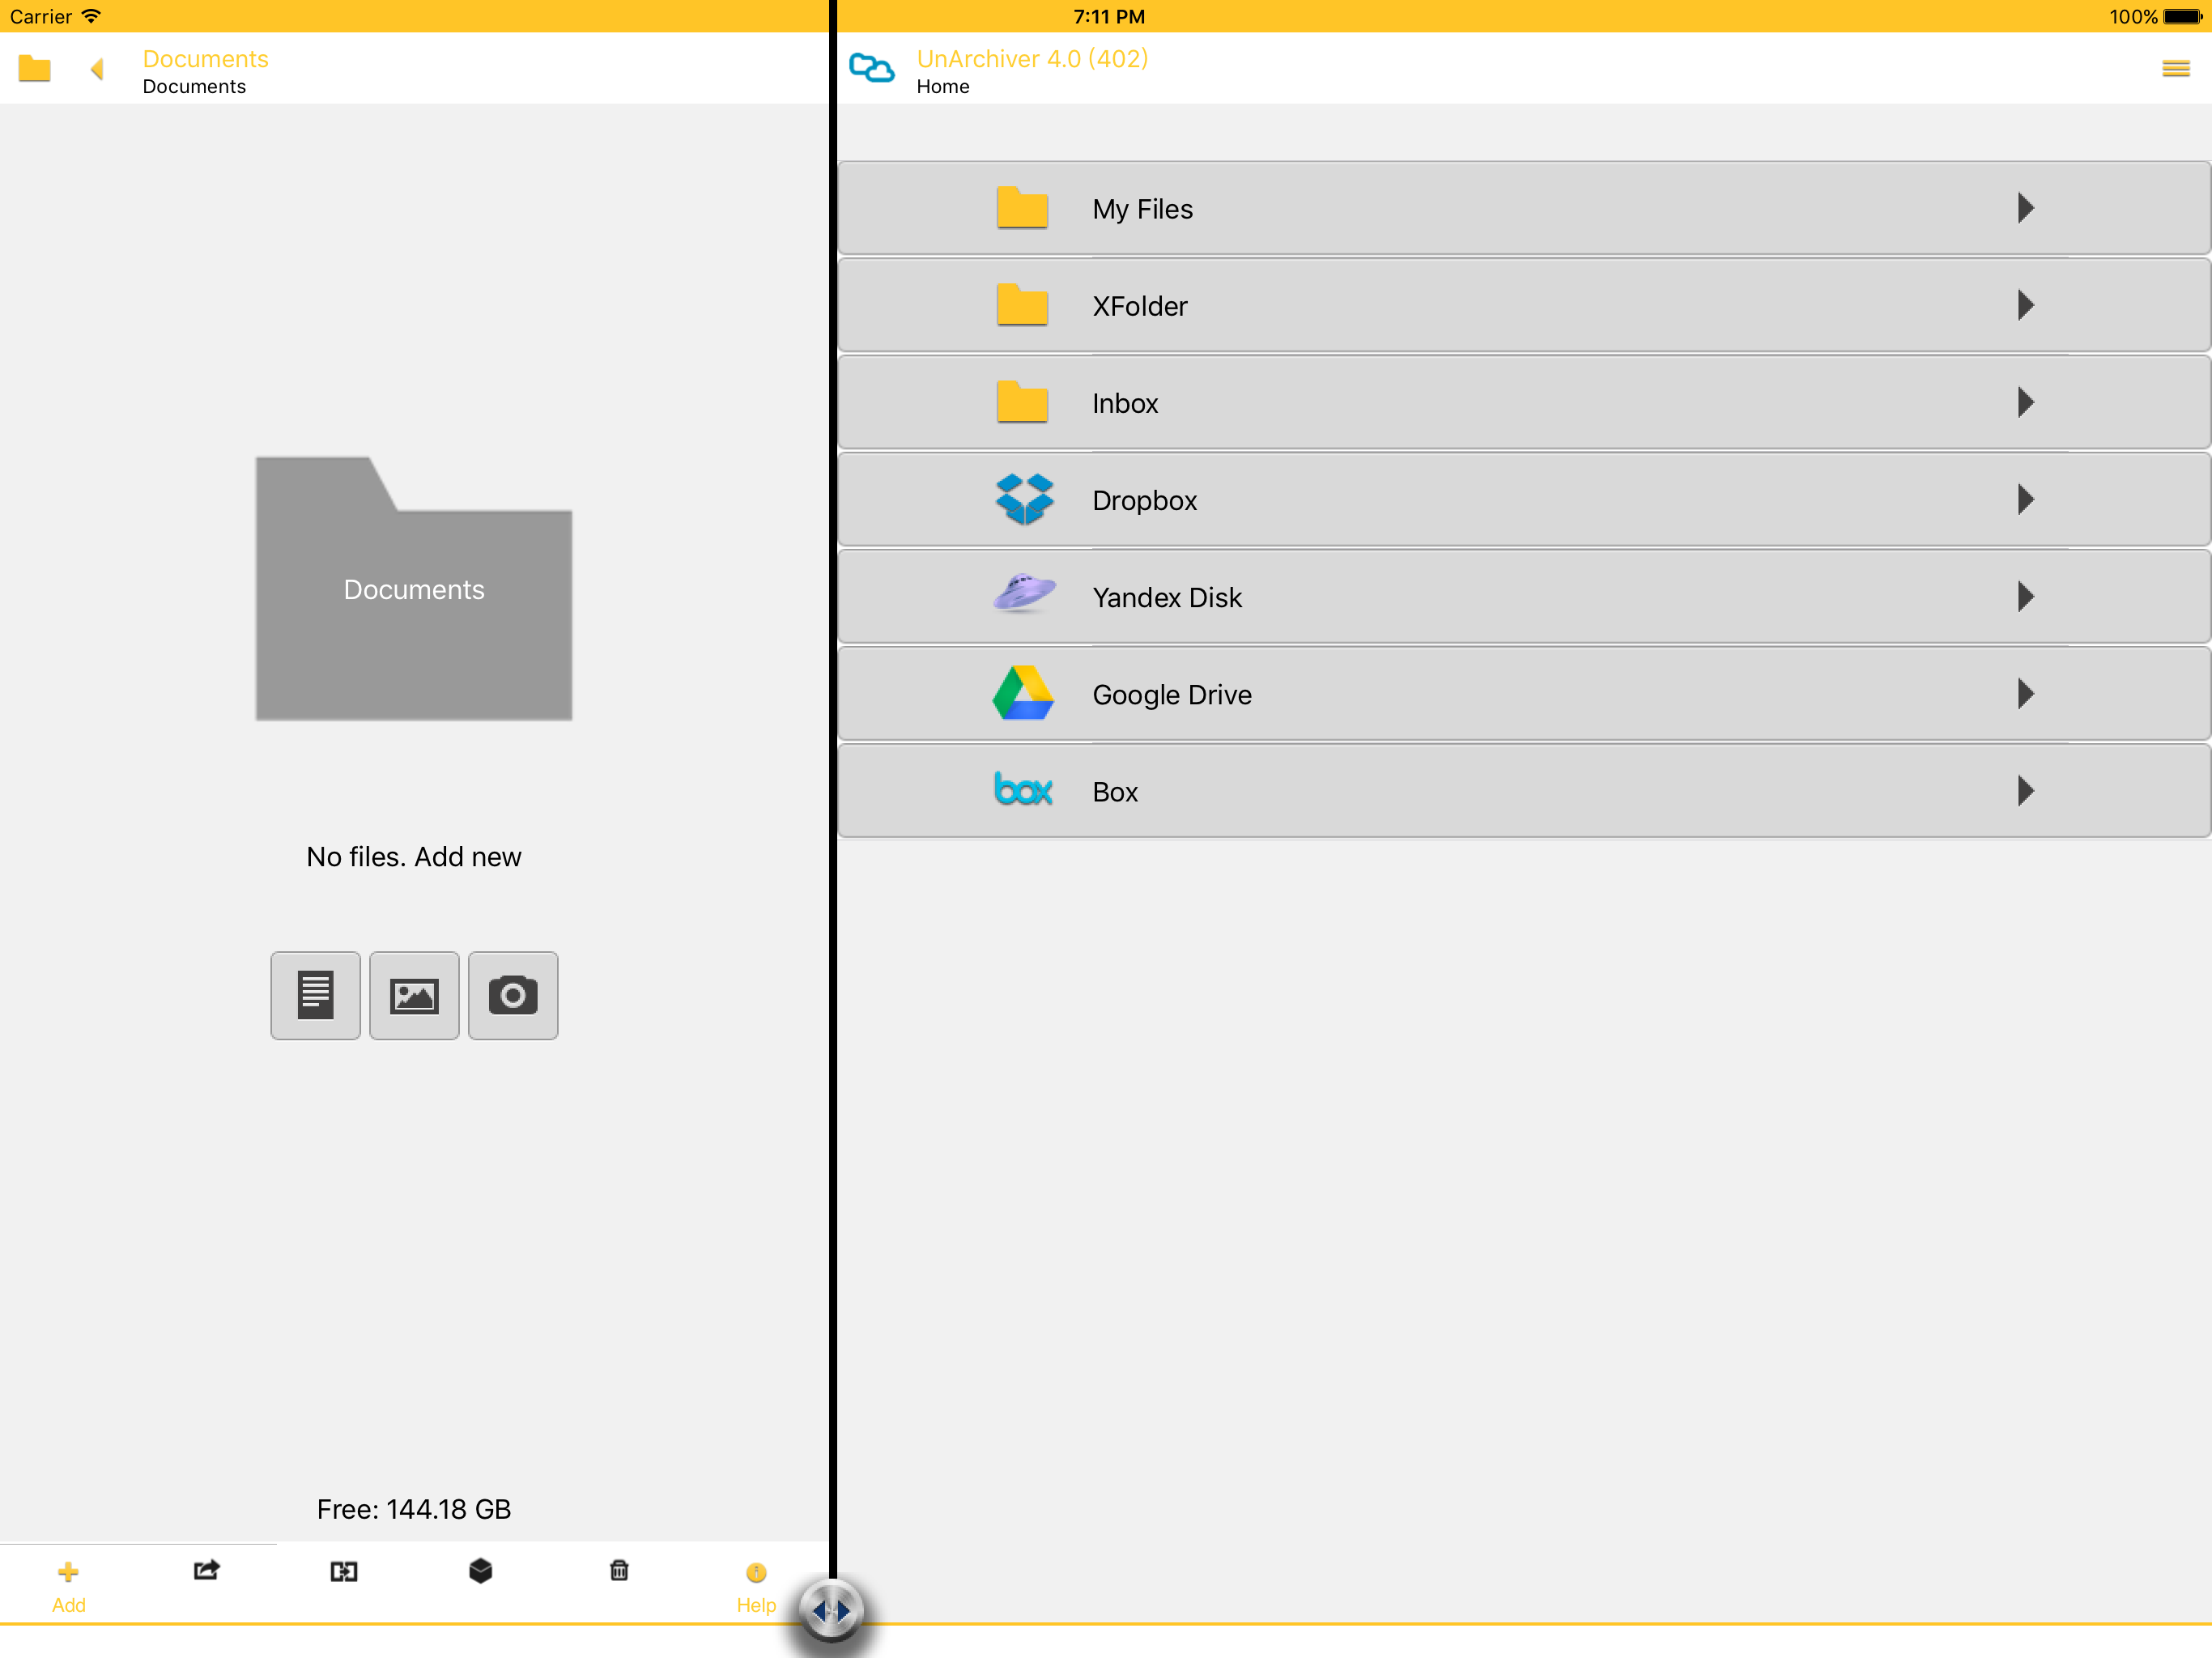 Carrier
7:11 PM
100%
Documents
Documents
Documents
No files. Add new
Free: 144.18 GB
Add
Help
UnArchiver 4.0 (402)
Home
My Files
XFolder
Inbox
Dropbox
Yandex Disk
Google Drive
box
Box